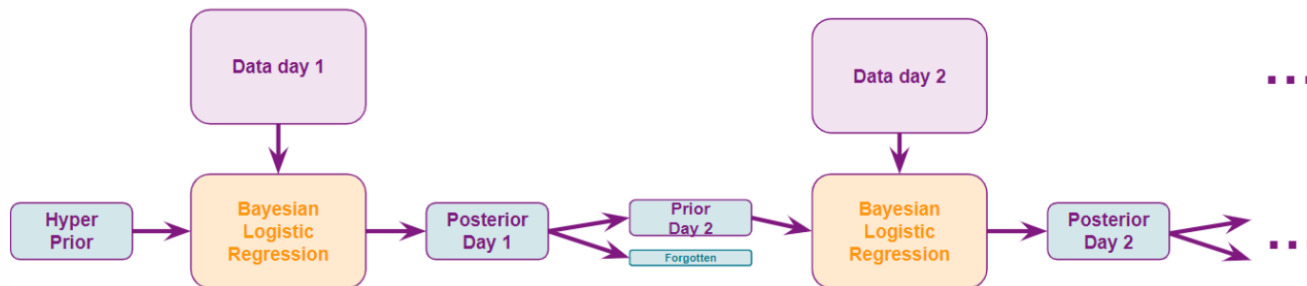 Data day 1
Data day 2
...
Hyper
Prior
Bayesian
Logistic
Regression
Posterior
Day 1
Prior
Day 2
Forgotten
Bayesian
Logistic
Regression
Posterior
Day 2
...